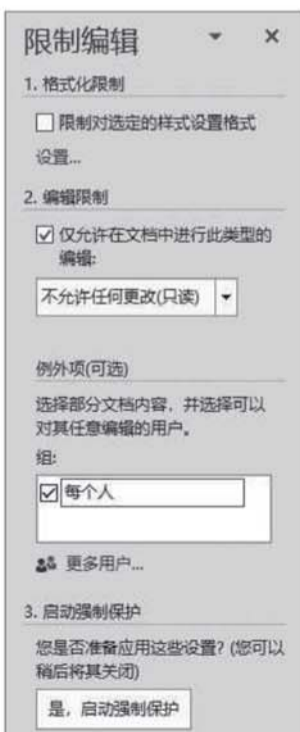 限制编辑
1. 格式化限制
限制对选定的样式设置格式
设置...
2. 编辑限制
仅允许在文档中进行此类型的
编辑:
不允许任何更改(只读)
例外项(可选)
选择部分文档内容，并选择可以
对其任意编辑的用户。
组:
每个人
更多用户...
3. 启动强制保护
您是否准备应用这些设置? (您可以
稍后将其关闭)
是，启动强制保护